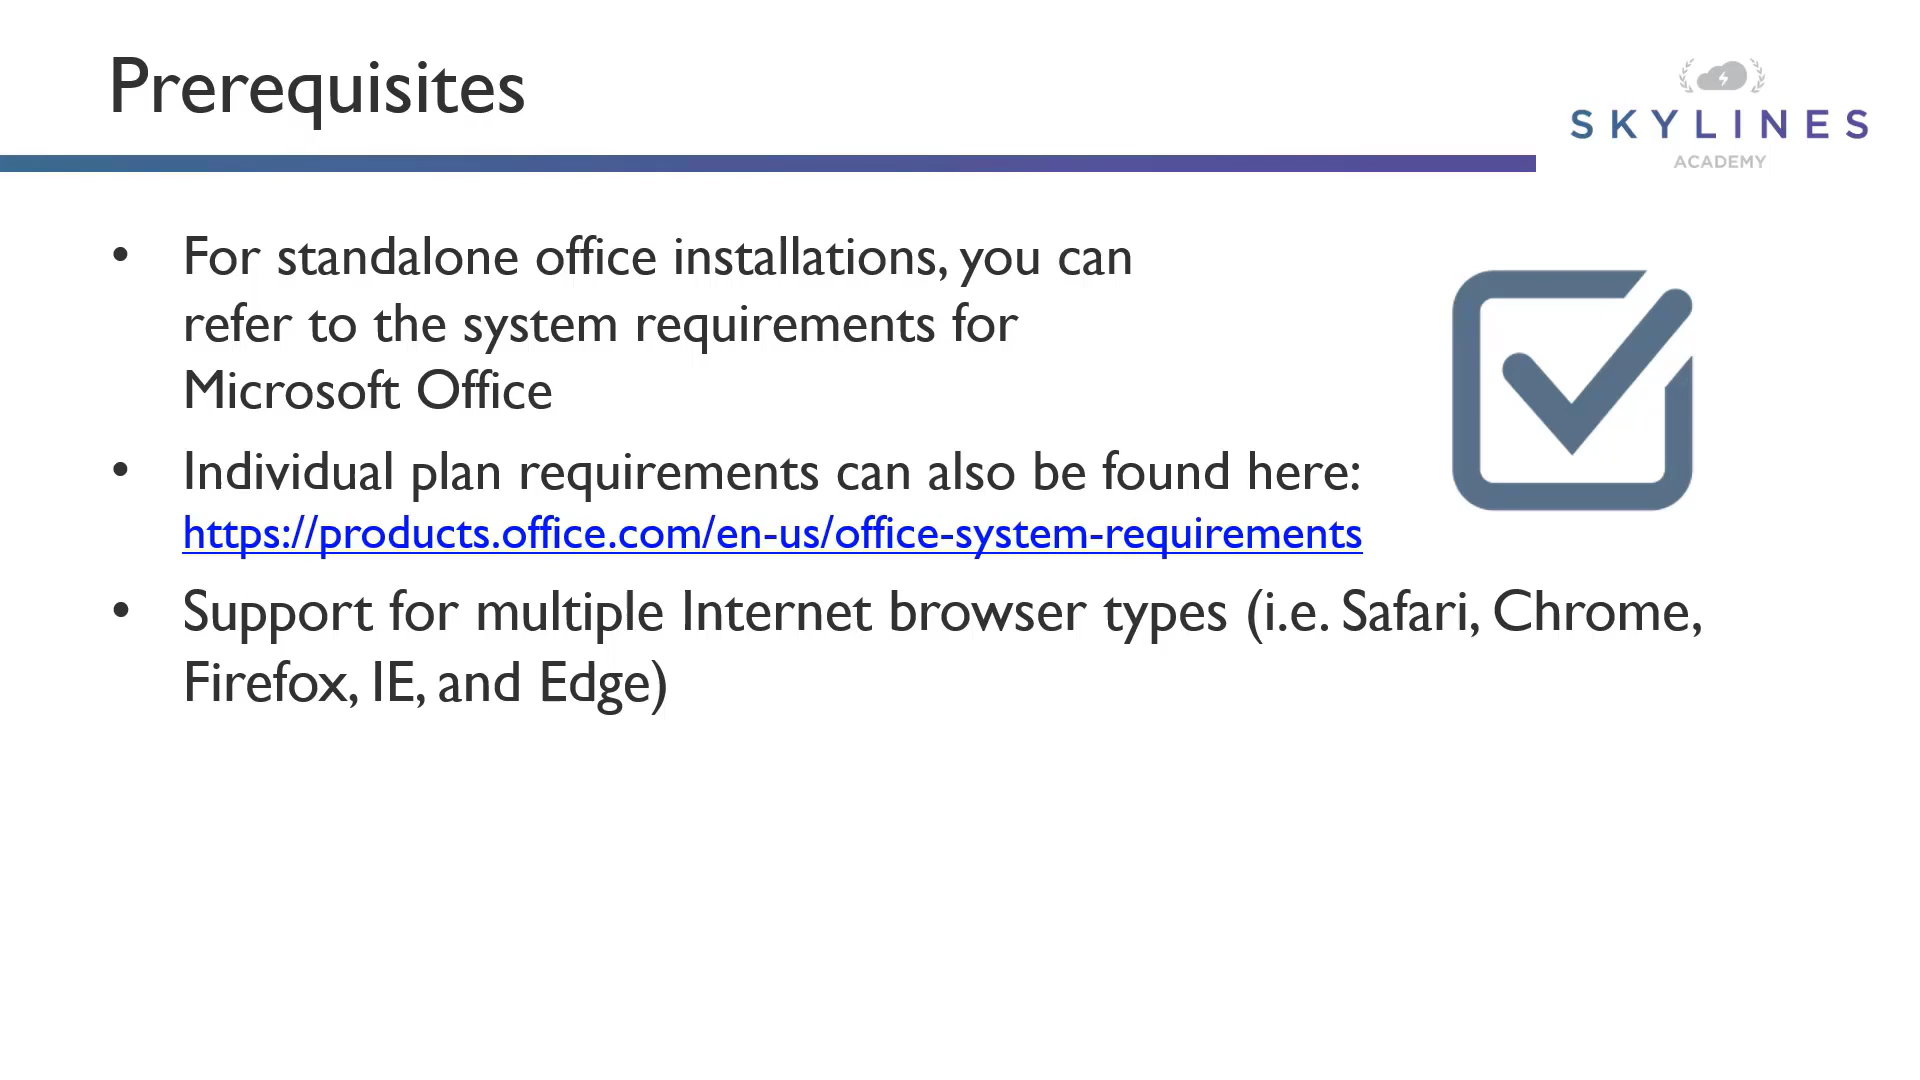 Prerequisites
SKYLINES
ACADEMY
• For standalone office installations, you can
refer to the system requirements for
Microsoft Office
• Individual plan requirements can also be found here:
https://products.office.com/en-us/office-system-requirements
• Support for multiple Internet browser types (i.e. Safari, Chrome,
Firefox, IE, and Edge)